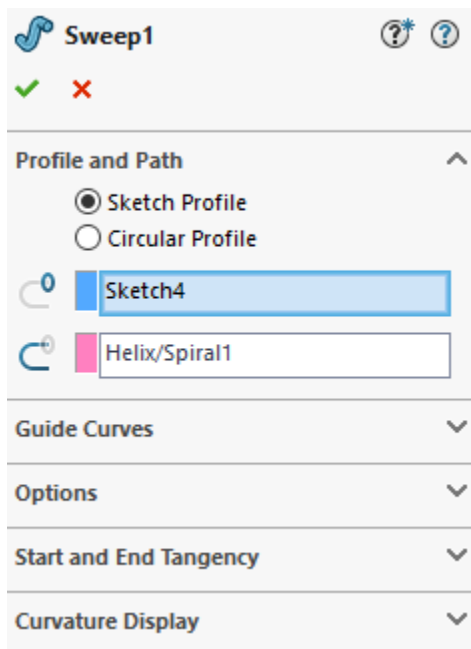 Sweep1
Profile and Path
Sketch Profile
Circular Profile
Sketch4
Helix/Spiral1
Guide Curves
Options
Start and End Tangency
Curvature Display